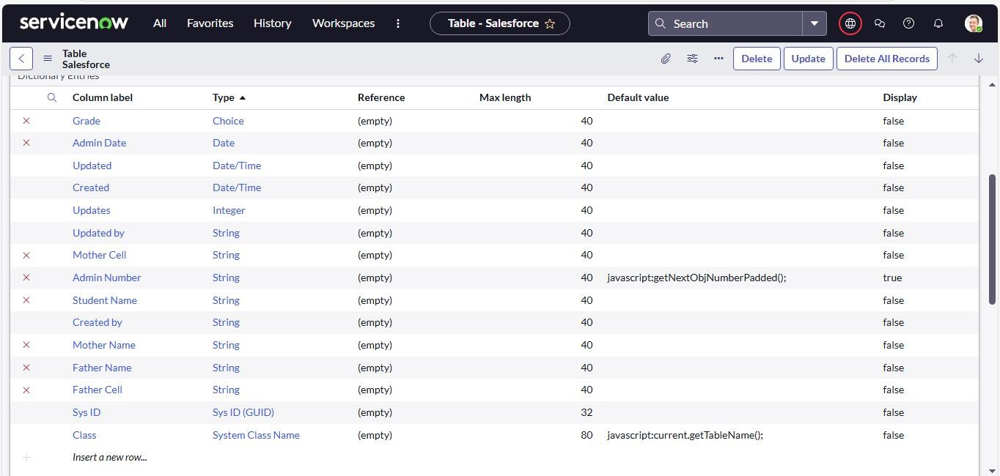 servicenow All Favorites History Workspaces Table - Salesforce Search
Table
Salesforce Delete Update Delete All Records
Dictionary Entries
Column label Type Reference Max length Default value Display
Grade Choice (empty) 40 false
Admin Date Date (empty) 40 false
Updated Date/Time (empty) 40 false
Created Date/Time (empty) 40 false
Updates Integer (empty) 40 false
Updated by String (empty) 40 false
Mother Cell String (empty) 40 false
Admin Number String (empty) 40 javascript:getNextObjNumberPadded(); true
Student Name String (empty) 40 false
Created by String (empty) 40 false
Mother Name String (empty) 40 false
Father Name String (empty) 40 false
Father Cell String (empty) 40 false
Sys ID Sys ID (GUID) (empty) 32 false
Class System Class Name (empty) 80 javascript:current.getTableName(); false
Insert a new row...